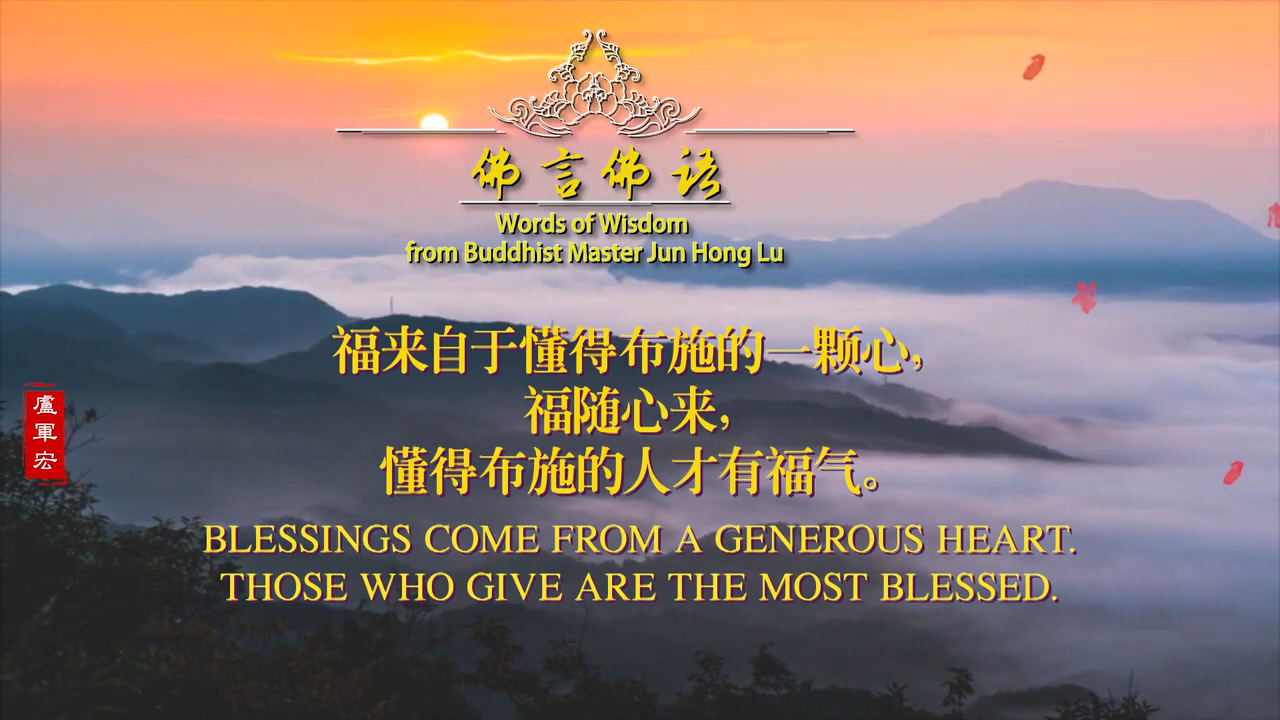 佛言佛语
Words of Wisdom
from Buddhist Master Jun Hong Lu
福来自于懂得布施的一颗心，
福随心来，
懂得布施的人才有福气。
盧軍宏
BLESSINGS COME FROM A GENEROUS HEART.
THOSE WHO GIVE ARE THE MOST BLESSED.